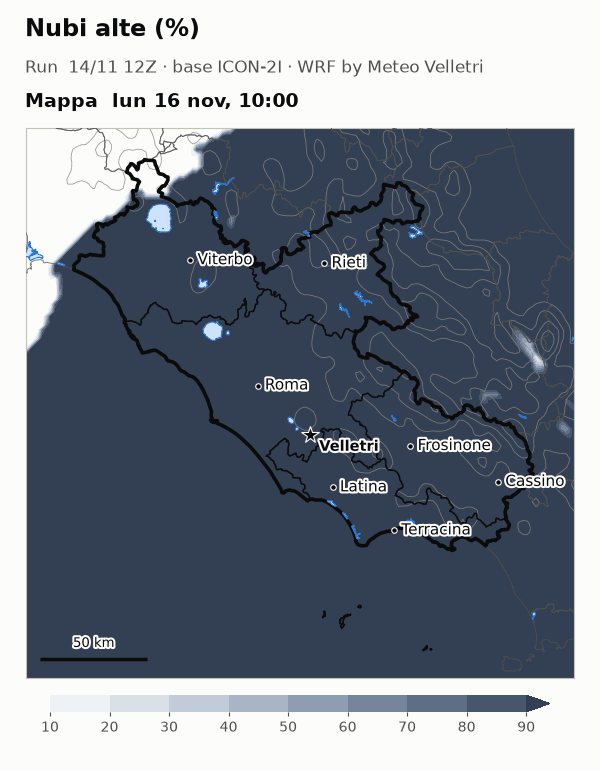 Nubi alte (%)
Run  14/11 12Z · base ICON-2I · WRF by Meteo Velletri
Mappa  lun 16 nov, 10:00
Viterbo
Rieti
Roma
Velletri
Frosinone
Cassino
Latina
Terracina
50 km
10 20 30 40 50 60 70 80 90